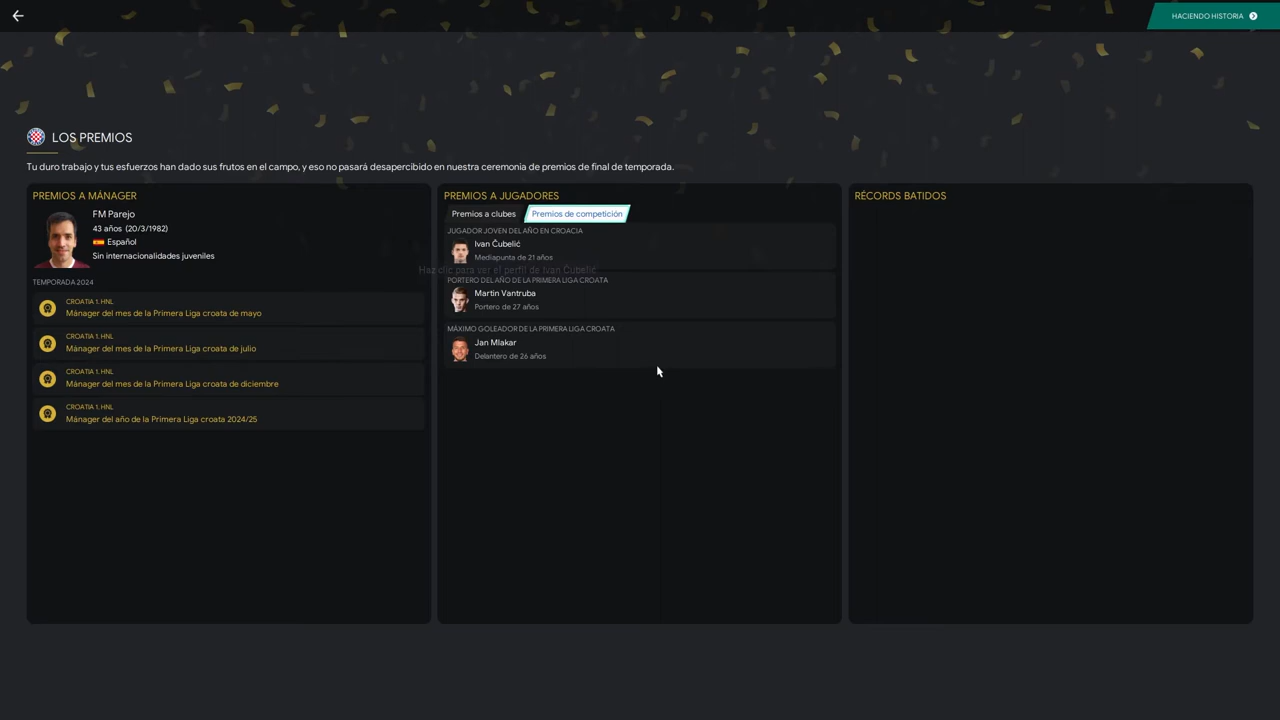 HACIENDO HISTORIA
LOS PREMIOS
Tu duro trabajo y tus esfuerzos han dado sus frutos en el campo, y eso no pasará desapercibido en nuestra ceremonia de premios de final de temporada.
PREMIOS A MÁNAGER
FM Parejo
43 años (20/3/1982)
Español
Sin internacionalidades juveniles
TEMPORADA 2024
CROATIA 1. HNL
Mánager del mes de la Primera Liga croata de mayo
CROATIA 1. HNL
Mánager del mes de la Primera Liga croata de julio
CROATIA 1. HNL
Mánager del mes de la Primera Liga croata de diciembre
CROATIA 1. HNL
Mánager del año de la Primera Liga croata 2024/25
PREMIOS A JUGADORES
Premios a clubes
Premios de competición
JUGADOR JOVEN DEL AÑO EN CROACIA
Ivan Čubelić
Mediapunta de 21 años
Haz clic para ver el perfil de Ivan Čubelić.
PORTERO DEL AÑO DE LA PRIMERA LIGA CROATA
Martin Vantruba
Portero de 27 años
MÁXIMO GOLEADOR DE LA PRIMERA LIGA CROATA
Jan Mlakar
Delantero de 26 años
RÉCORDS BATIDOS